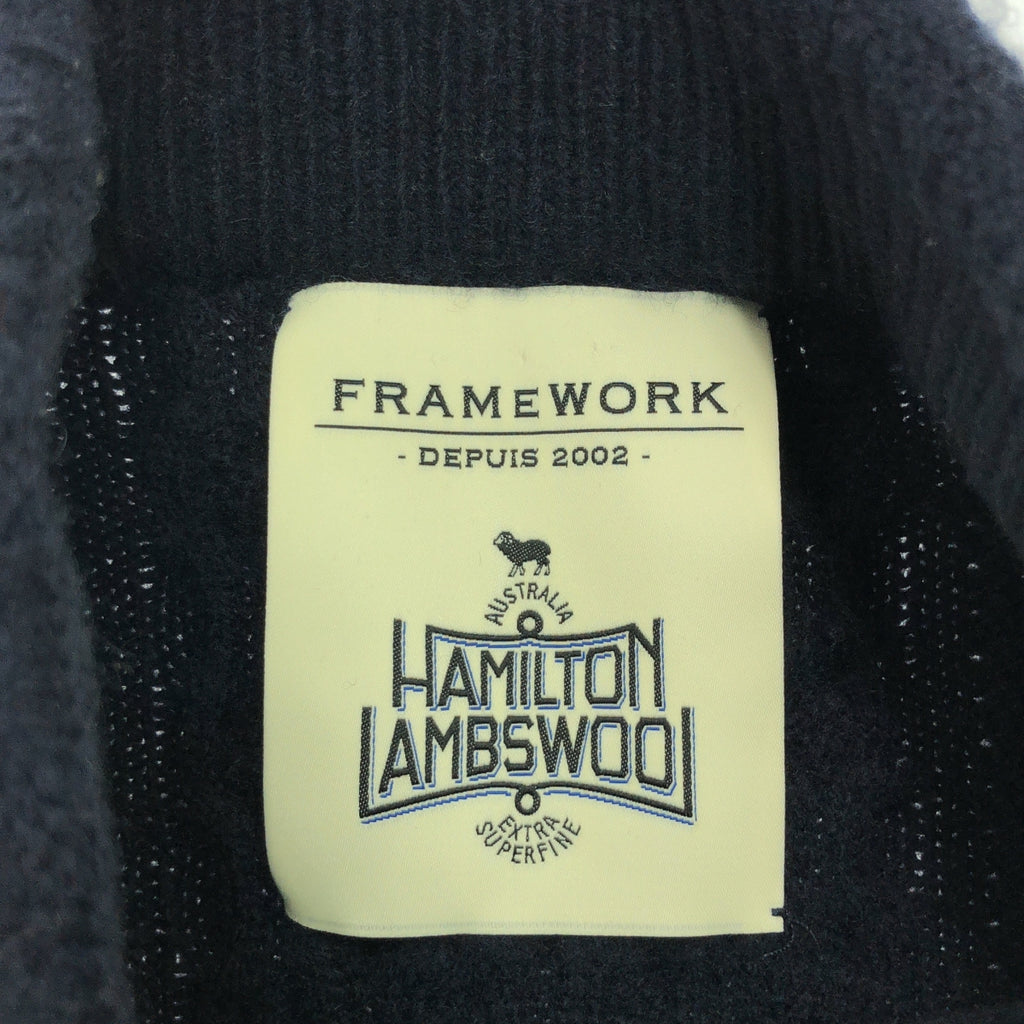 FRAMeWORK
- DEPUIS 2002 -
AUSTRALIA
HAMILTON
LAMBSWOOL
EXTRA
SUPERFINE